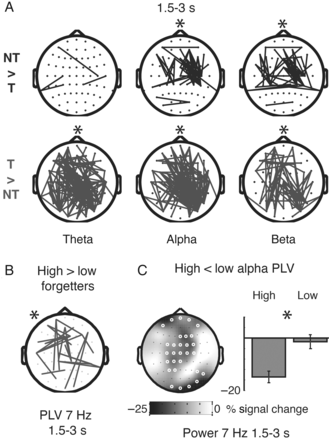 A
1.5-3 s
NT
>
T
*
*
*
*
*
T
>
NT
Theta
Alpha
Beta
B
High > low
forgetters
*
PLV 7 Hz
1.5-3 s
C
High < low alpha PLV
High
Low
*
−20
−25
0
% signal change
Power 7 Hz 1.5-3 s